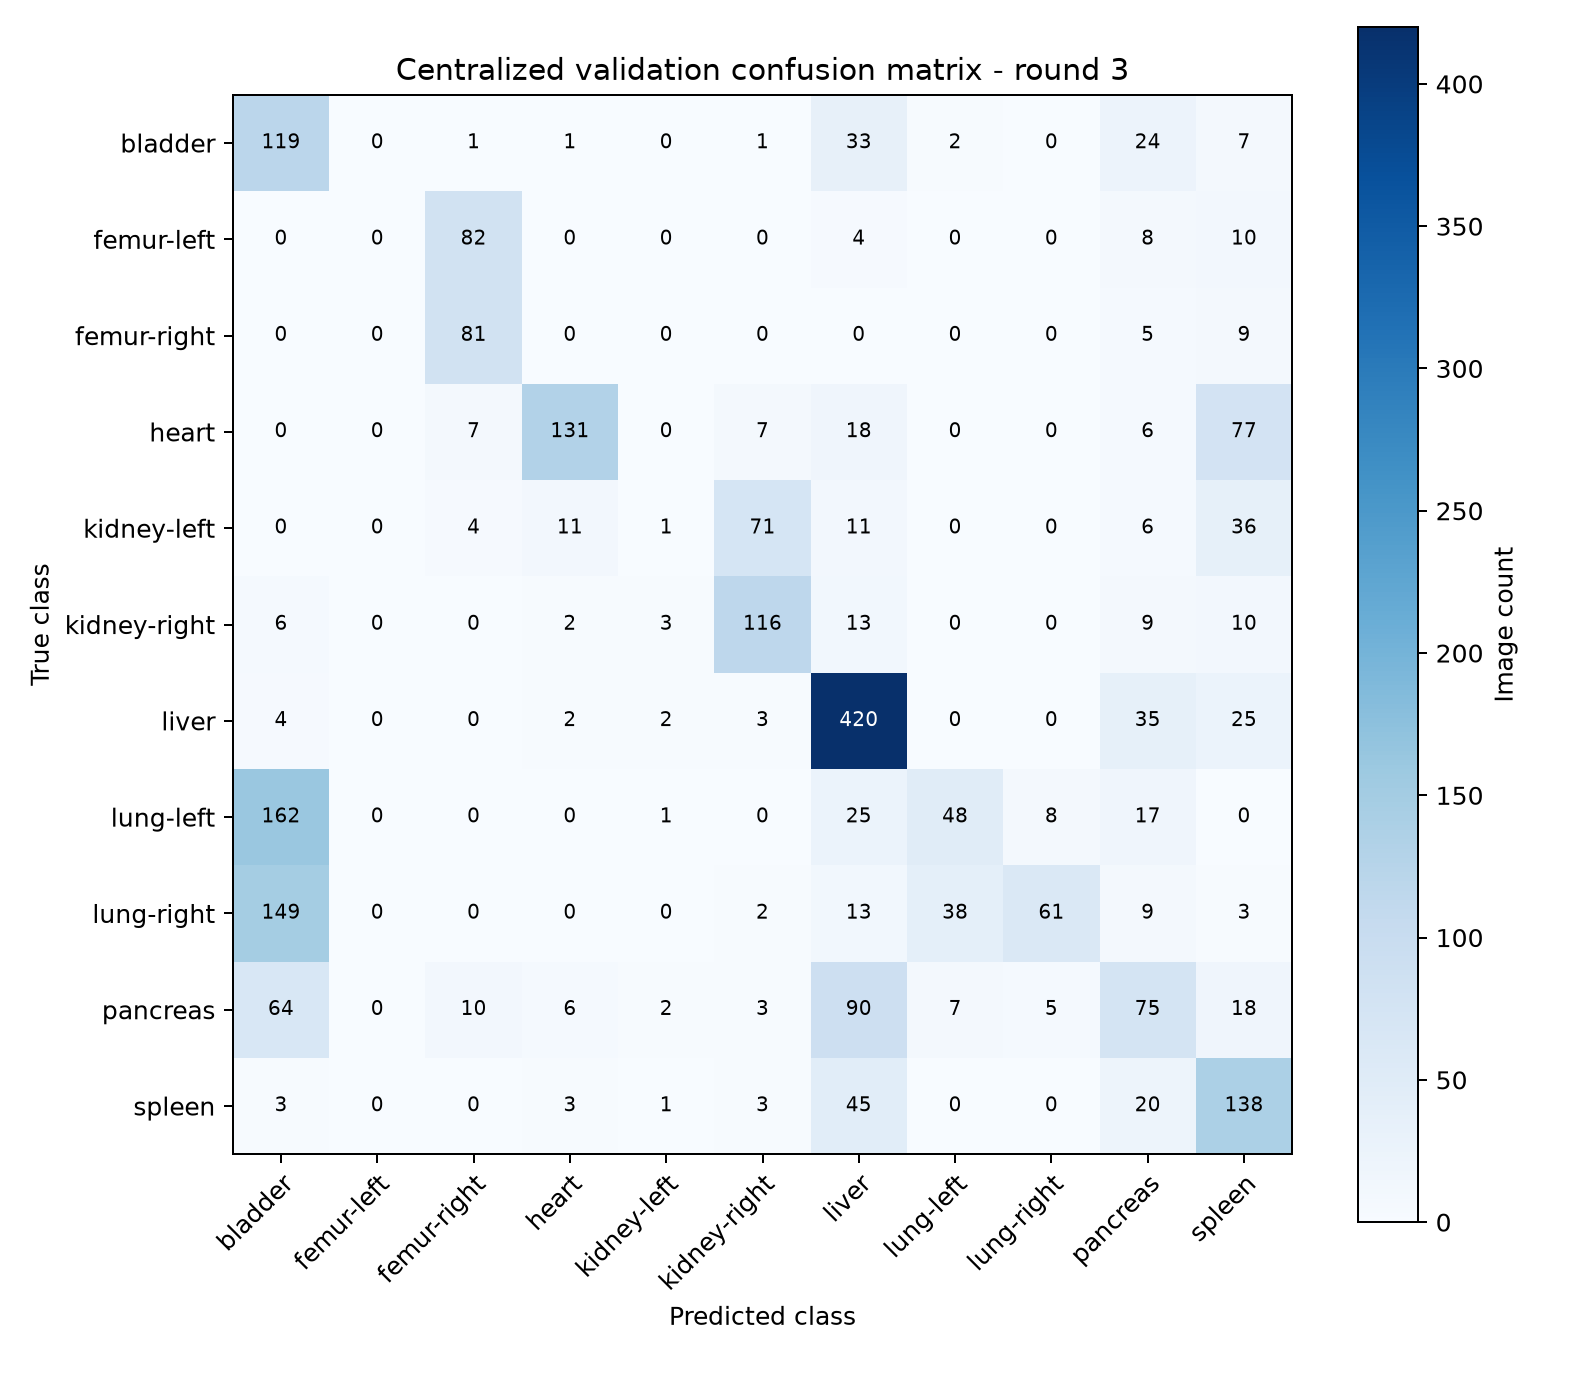 Centralized validation confusion matrix - round 3
True class
bladder 119 0 1 1 0 1 33 2 0 24 7
femur-left 0 0 82 0 0 0 4 0 0 8 10
femur-right 0 0 81 0 0 0 0 0 0 5 9
heart 0 0 7 131 0 7 18 0 0 6 77
kidney-left 0 0 4 11 1 71 11 0 0 6 36
kidney-right 6 0 0 2 3 116 13 0 0 9 10
liver 4 0 0 2 2 3 420 0 0 35 25
lung-left 162 0 0 0 1 0 25 48 8 17 0
lung-right 149 0 0 0 0 2 13 38 61 9 3
pancreas 64 0 10 6 2 3 90 7 5 75 18
spleen 3 0 0 3 1 3 45 0 0 20 138
bladder femur-left femur-right heart kidney-left kidney-right liver lung-left lung-right pancreas spleen
Predicted class
400
350
300
250
200
150
100
50
0
Image count